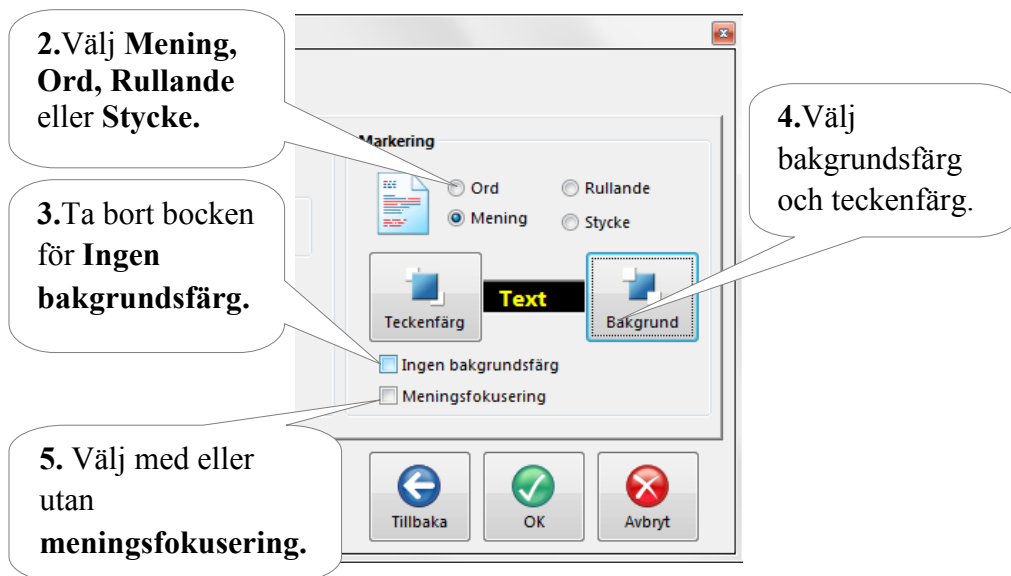 2.Välj Mening,
Ord, Rullande
eller Stycke.
3.Ta bort bocken
för Ingen
bakgrundsfärg.
5. Välj med eller
utan
meningsfokusering.
Markering
Ord
Rullande
Mening
Stycke
Teckenfärg
Text
Bakgrund
Ingen bakgrundsfärg
Meningsfokusering
Tillbaka
OK
Avbryt
4.Välj
bakgrundsfärg
och teckenfärg.